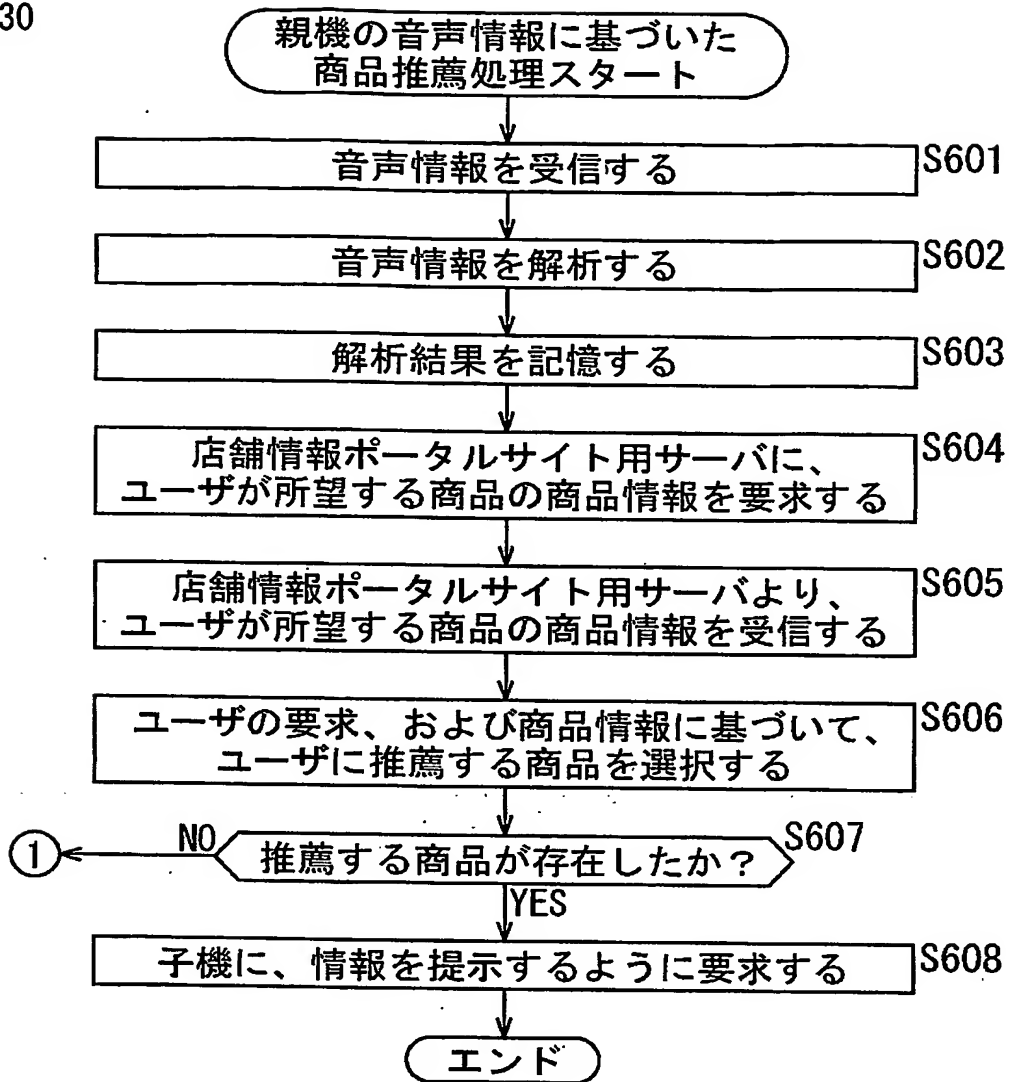 30
親機の音声情報に基づいた
商品推薦処理スタート
音声情報を受信する
S601
音声情報を解析する
S602
解析結果を記憶する
S603
店舗情報ポータルサイト用サーバに、
ユーザが所望する商品の商品情報を要求する
S604
店舗情報ポータルサイト用サーバより、
ユーザが所望する商品の商品情報を受信する
S605
ユーザの要求、および商品情報に基づいて、
ユーザに推薦する商品を選択する
S606
1
NO
推薦する商品が存在したか?
S607
YES
子機に、情報を提示するように要求する
S608
エンド